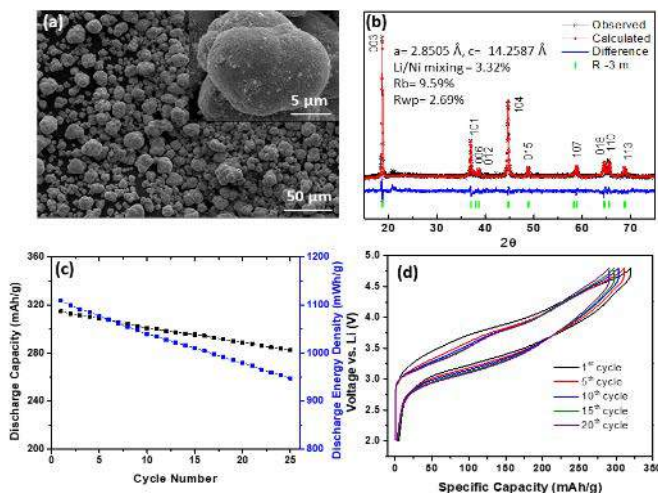 (a)
5 µm
50 µm
(b)
Observed
Calculated
Difference
R -3 m
a= 2.8505 Å, c= 14.2587 Å
Li/Ni mixing = 3.32%
Rb= 9.59%
Rwp= 2.69%
003
101
006
012
104
015
107
018
110
113
20 30 40 50 60 70
2θ
(c)
Discharge Capacity (mAh/g)
360
320
280
240
200
Discharge Energy Density (mWh/g)
1200
1100
1000
900
800
0 5 10 15 20 25
Cycle Number
(d)
Voltage vs. Li (V)
5.0
4.5
4.0
3.5
3.0
2.5
2.0
1st cycle
5th cycle
10th cycle
15th cycle
20th cycle
0 50 100 150 200 250 300 350
Specific Capacity (mAh/g)